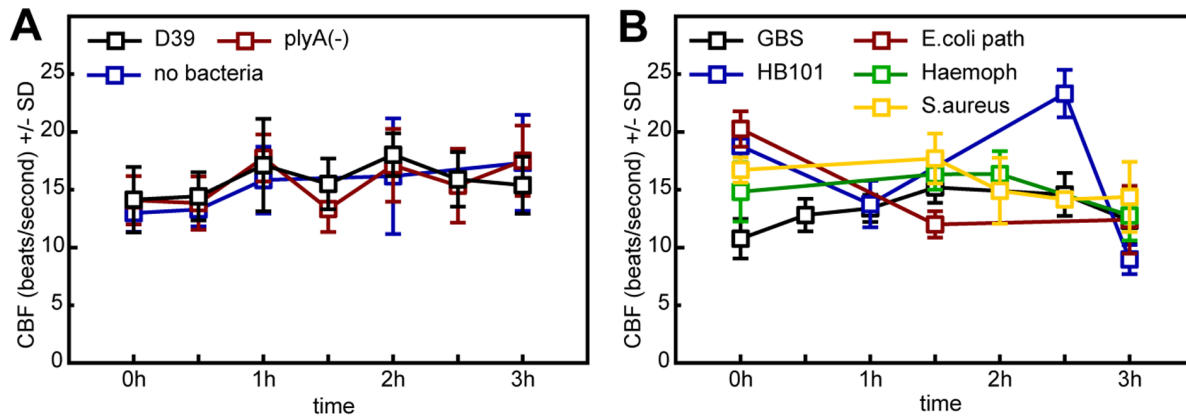 A
D39 plyA(-)
no bacteria
CBF (beats/second) +/- SD
25
20
15
10
5
0
0h 1h 2h 3h
time
B
GBS E.coli path
HB101 Haemoph
S.aureus
CBF (beats/second) +/- SD
25
20
15
10
5
0
0h 1h 2h 3h
time